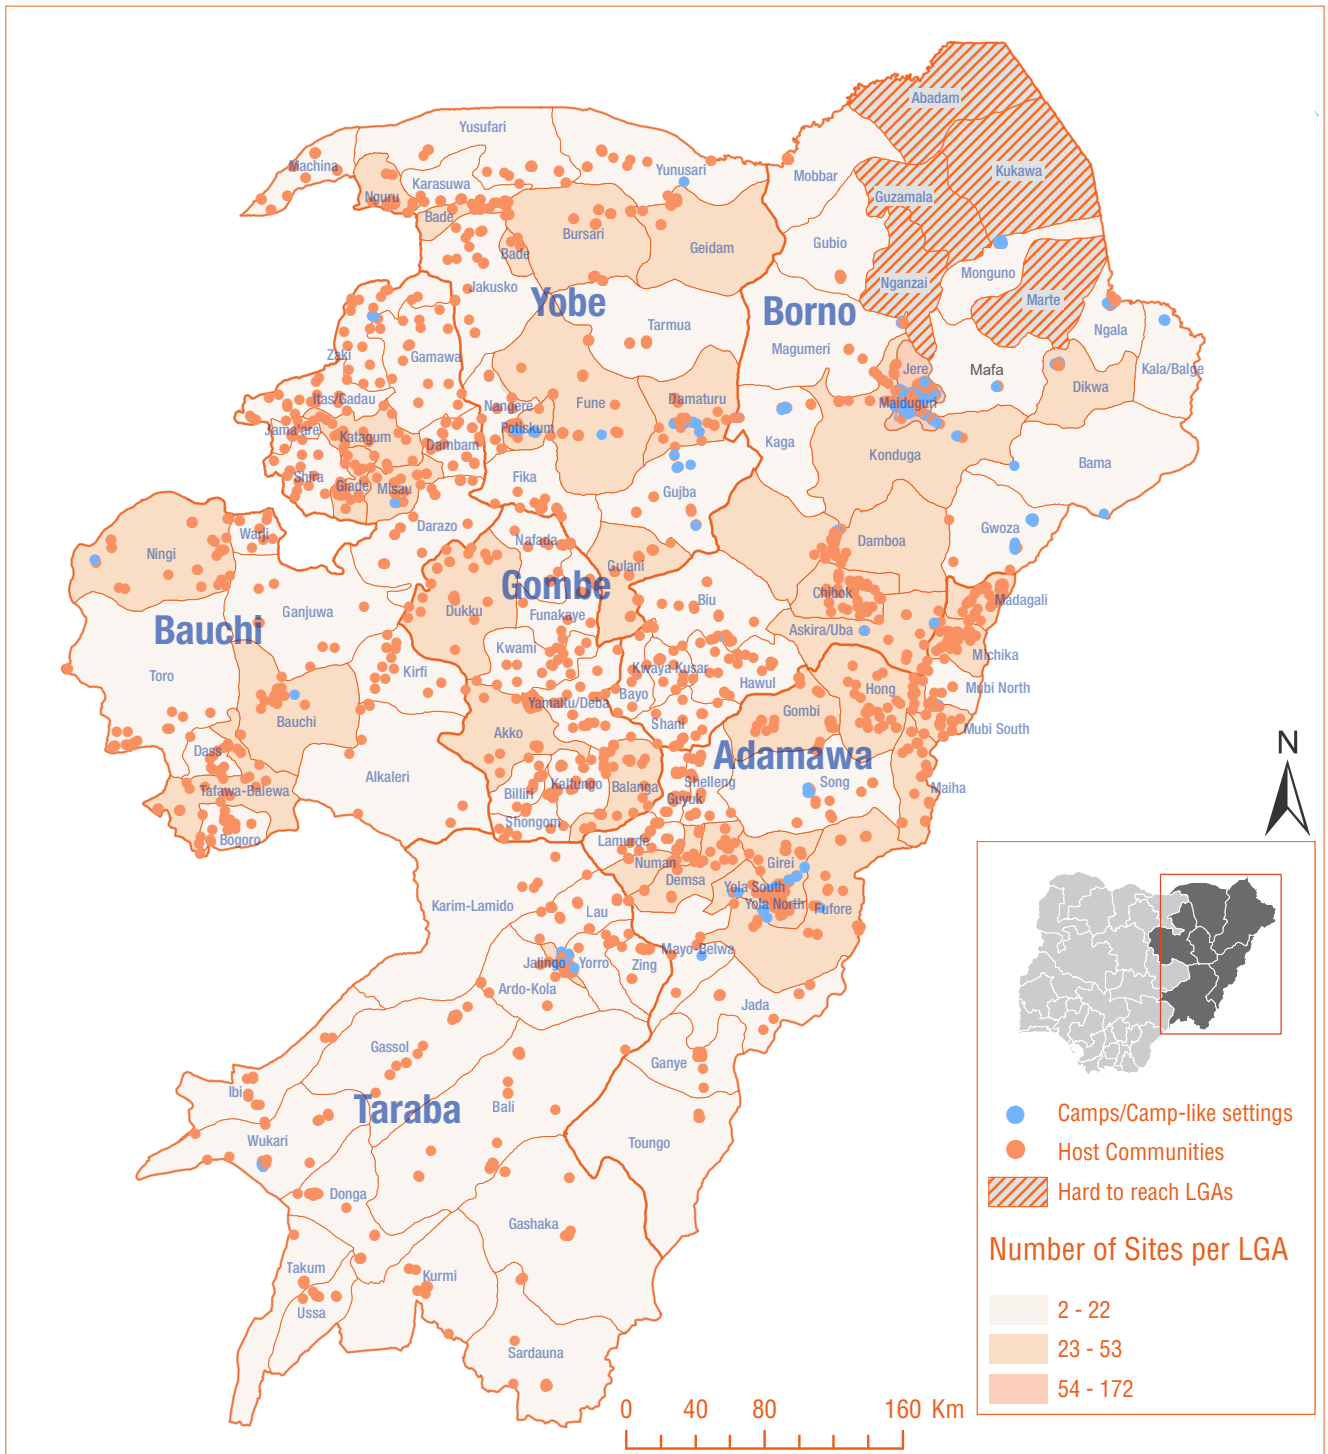 Abadam
Yusufari
Machina
Yunusari
Kukawa
Mobbar
Karasuwa
Nguru
Guzamala
Bade
Bursari
Gubio
Geidam
Bade
Monguno
Nganzai
Jakusko
Marte
Yobe
Borno
Tarmua
Ngala
Magumeri
Zaki
Gamawa
Jere
Mafa
Kala/Balge
Dikwa
Itas/Gadau
Nangere
Fune
Damaturu
Maiduguri
Jama'are
Potiskum
Katagum
Dambam
Kaga
Konduga
Bama
Shira
Fika
Giade
Misau
Gujba
Darazo
Gwoza
Warji
Nafada
Damboa
Ningi
Gulani
Gombe
Chibok
Biu
Madagali
Ganjuwa
Dukku
Funakaye
Bauchi
Askira/Uba
Kwami
Michika
Toro
Kirfi
Kwaya Kusar
Hawul
Mubi North
Bayo
Hong
Yamaltu/Deba
Gombi
Bauchi
Shani
Mubi South
Akko
Dass
Adamawa
N
Alkaleri
Kaltungo
Shelleng
Song
Tafawa-Balewa
Billiri
Balanga
Maiha
Guyuk
Shongom
Bogoro
Lamurde
Numan
Girei
Demsa
Yola South
Karim-Lamido
Lau
Yola North
Fufore
Mayo-Belwa
Jalingo
Yorro
Zing
Ardo-Kola
Jada
Gassol
Ganye
Ibi
Taraba
Bali
Camps/Camp-like settings
Wukari
Toungo
Host Communities
Donga
Hard to reach LGAs
Gashaka
Number of Sites per LGA
Takum
Kurmi
Ussa
2 - 22
23 - 53
Sardauna
54 - 172
0 40 80 160 Km